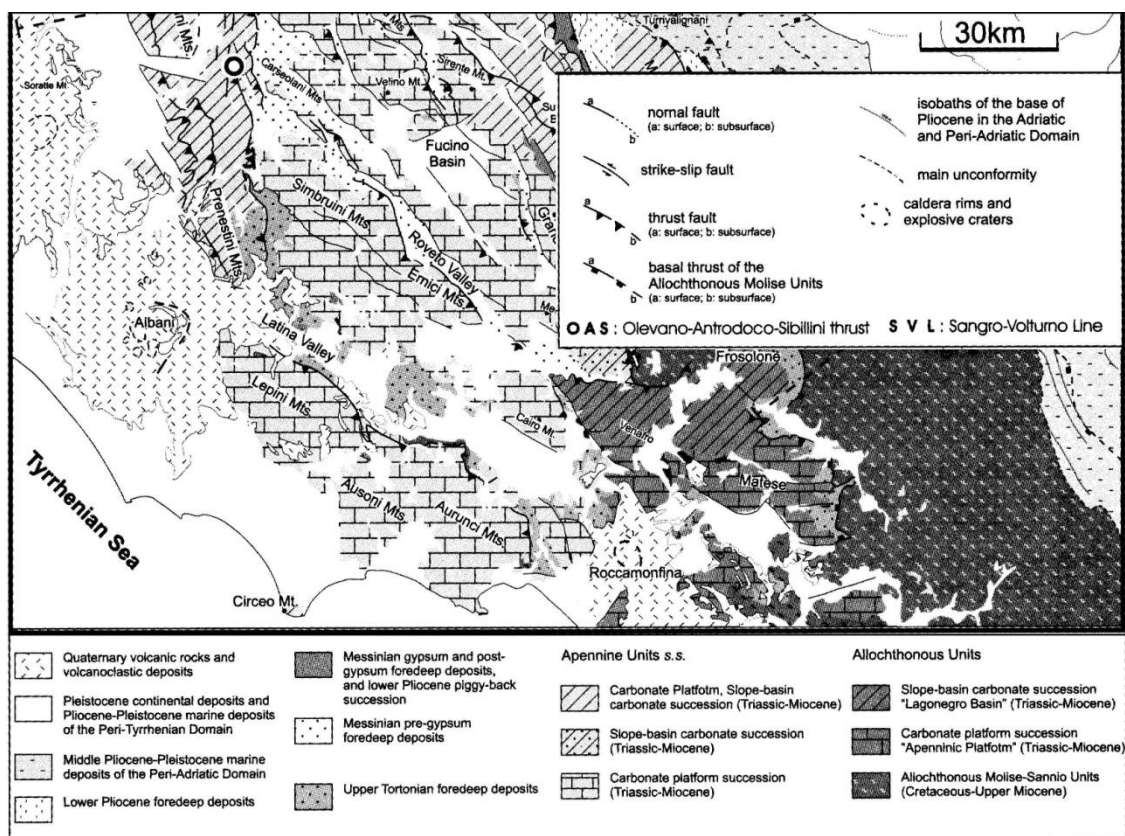 Turrivalignani
30km
Soratte Mt.
O
Carseolani Mts.
Velino Mt.
Sirente Mt.
Fucino
Basin
Simbruini Mts.
Prenestini Mts.
Roveto Valley
Ernici Mts.
Albani
Latina Valley
Lepini Mts.
Cairo Mt.
Ausoni Mts.
Aurunci Mts.
Tyrrhenian Sea
Circeo Mt.
Roccamonfina
Venafro
Matese
Frosolone
a
b
normal fault
(a: surface; b: subsurface)
strike-slip fault
a
b
thrust fault
(a: surface; b: subsurface)
a
b
basal thrust of the
Allochthonous Molise Units
(a: surface; b: subsurface)
isobaths of the base of
Pliocene in the Adriatic
and Peri-Adriatic Domain
main unconformity
caldera rims and
explosive craters
O A S : Olevano-Antrodoco-Sibillini thrust S V L : Sangro-Volturno Line
Quaternary volcanic rocks and
volcanoclastic deposits
Pleistocene continental deposits and
Pliocene-Pleistocene marine deposits
of the Peri-Tyrrhenian Domain
Middle Pliocene-Pleistocene marine
deposits of the Peri-Adriatic Domain
Lower Pliocene foredeep deposits
Messinian gypsum and post-
gypsum foredeep deposits,
and lower Pliocene piggy-back
succession
Messinian pre-gypsum
foredeep deposits
Upper Tortonian foredeep deposits
Apennine Units s.s.
Carbonate Platfotm, Slope-basin
carbonate succession (Triassic-Miocene)
Slope-basin carbonate succession
(Triassic-Miocene)
Carbonate platform succession
(Triassic-Miocene)
Allochthonous Units
Slope-basin carbonate succession
"Lagonegro Basin" (Triassic-Miocene)
Carbonate platform succession
"Apenninic Platfotm" (Triassic-Miocene)
Allochthonous Molise-Sannio Units
(Cretaceous-Upper Miocene)